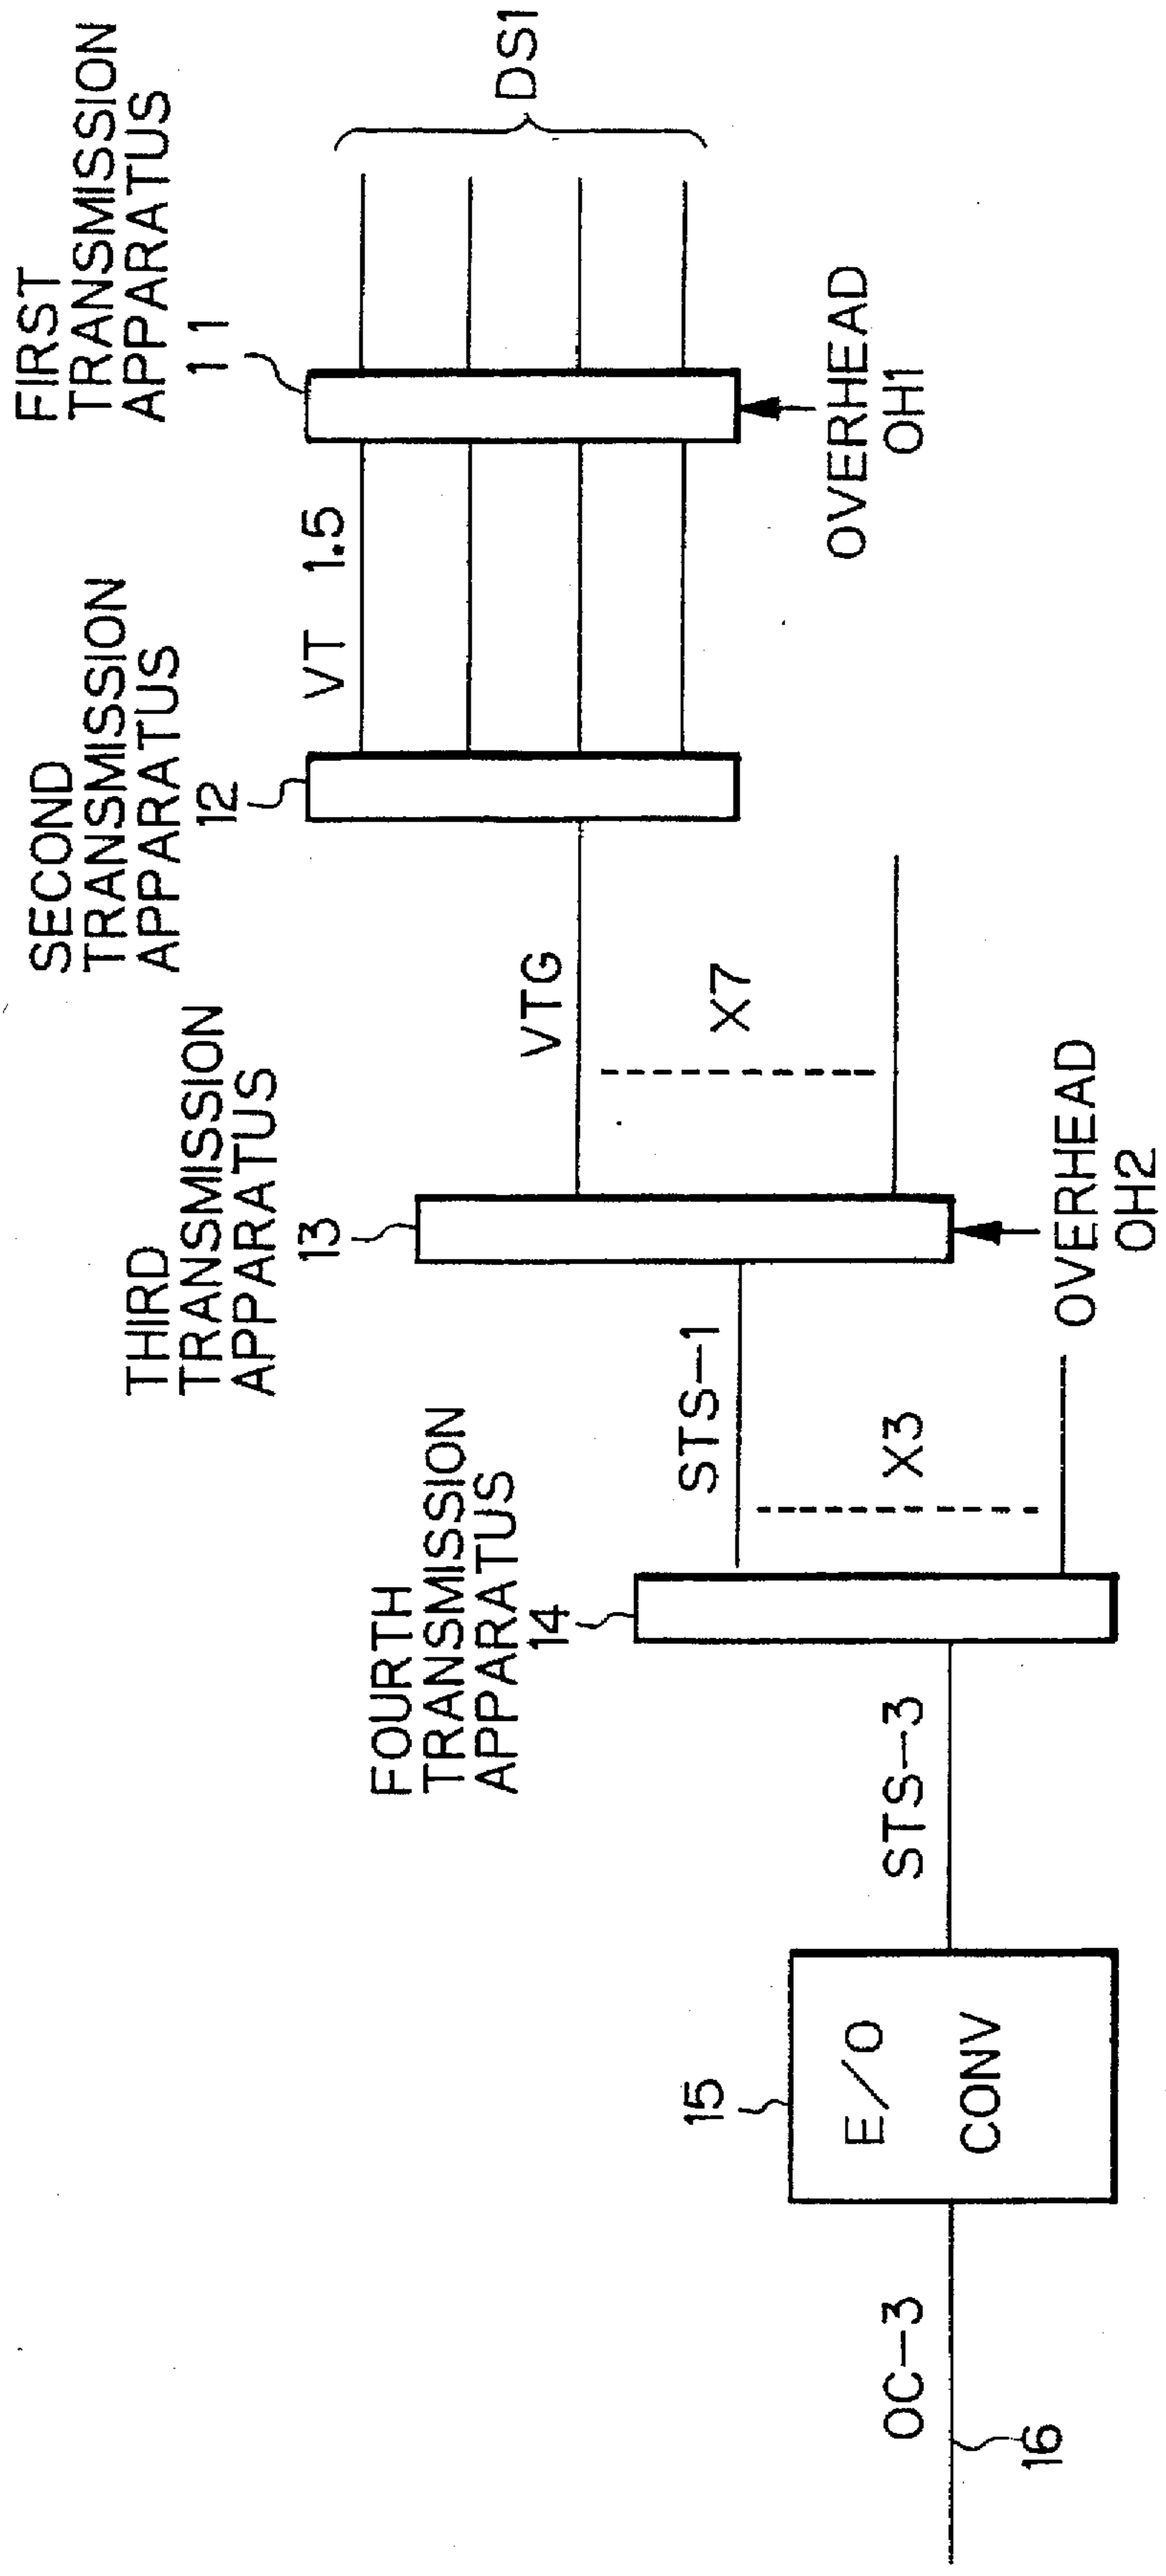 FIRST
TRANSMISSION
APPARATUS
11
DS1
OVERHEAD
OH1
VT 1.5
SECOND
TRANSMISSION
APPARATUS
12
VTG
X7
THIRD
TRANSMISSION
APPARATUS
13
OVERHEAD
OH2
STS-1
X3
FOURTH
TRANSMISSION
APPARATUS
14
STS-3
15
E/O
CONV
OC-3
16